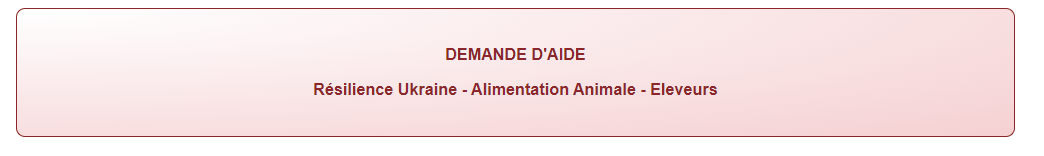 DEMANDE D'AIDE
Résilience Ukraine - Alimentation Animale - Eleveurs